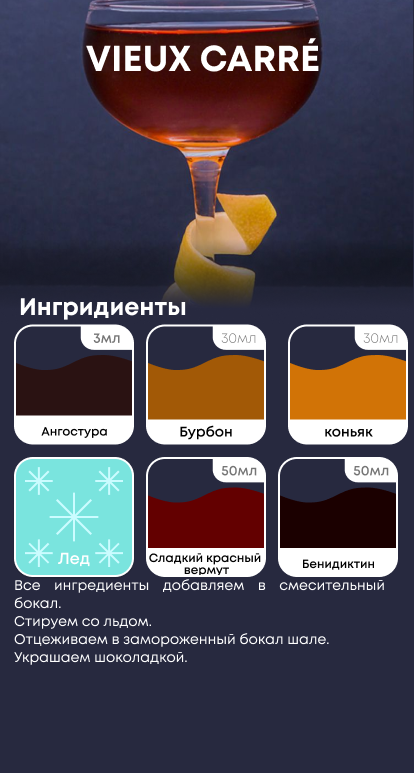 VIEUX CARRÉ
Ингридиенты
3мл
30мл
30мл
Ангостура
Бурбон
коньяк
50мл
50мл
Лед
Сладкий красный
вермут
Бенидиктин
Все ингредиенты добавляем в смесительный
бокал.
Стируем со льдом.
Отцеживаем в замороженный бокал шале.
Украшаем шоколадкой.